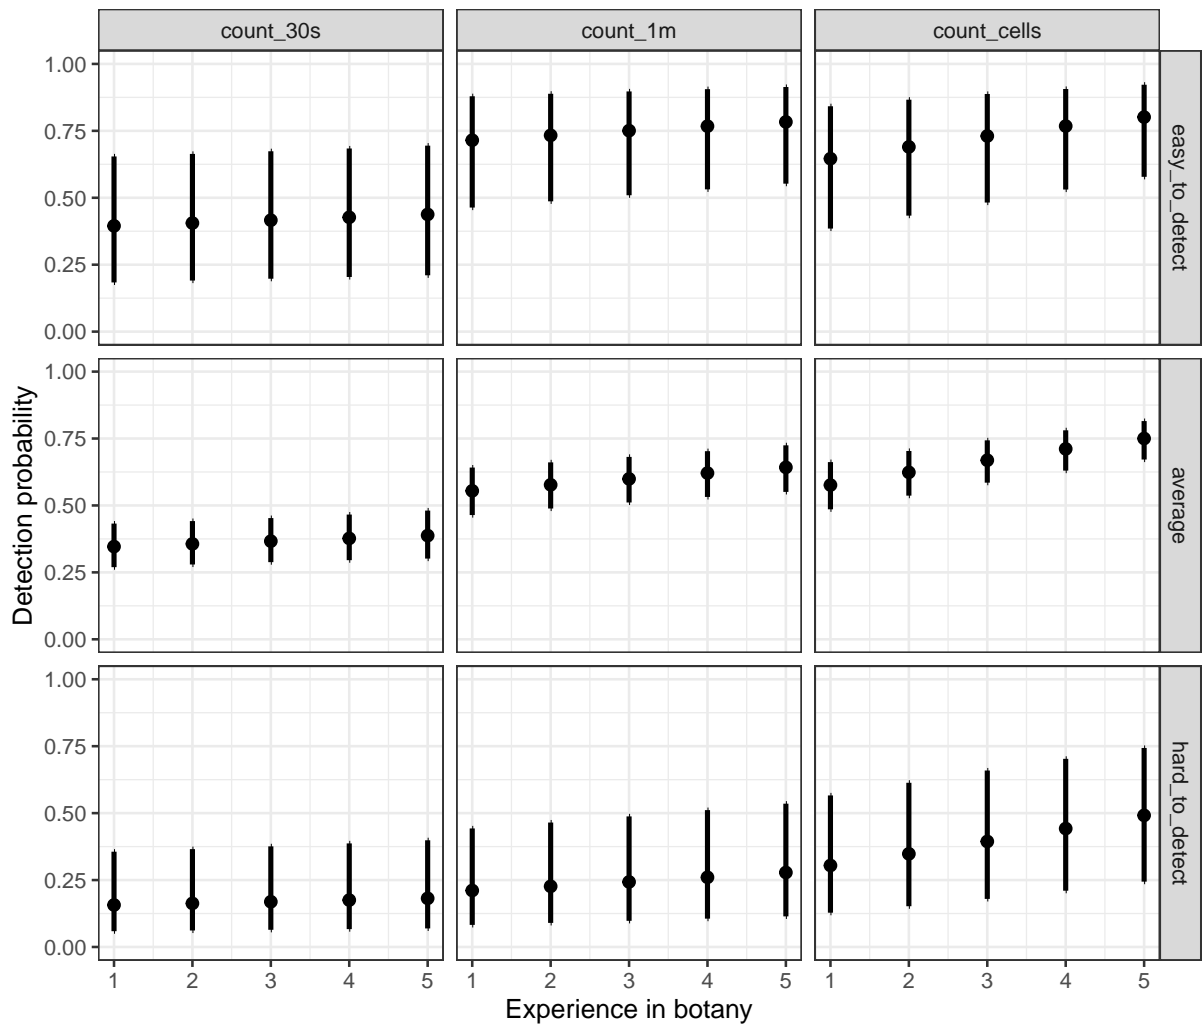 count_30s count_1m count_cells
1.00
0.75
0.50
0.25
0.00
easy_to_detect
1.00
0.75
0.50
0.25
0.00
average
1.00
0.75
0.50
0.25
0.00
hard_to_detect
Detection probability
1 2 3 4 5 1 2 3 4 5 1 2 3 4 5
Experience in botany